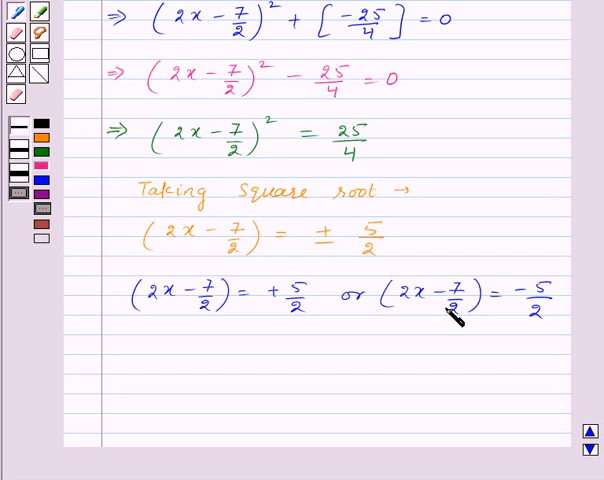 ⇒ (2x - 7/2)² + [-25/4] = 0
⇒ (2x - 7/2)² - 25/4 = 0
⇒ (2x - 7/2)² = 25/4
Taking square root →
(2x - 7/2) = ± 5/2
(2x - 7/2) = + 5/2 or (2x - 7/2) = -5/2